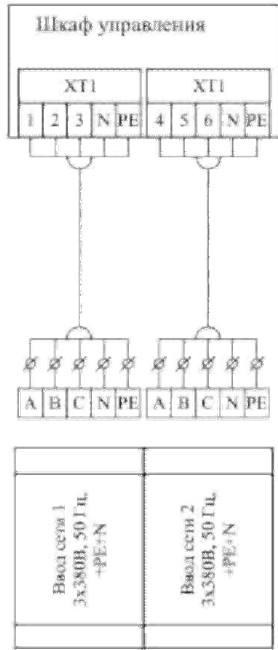 Шкаф управления
XT1 XT1
1 2 3 N PE 4 5 6 N PE
A B C N PE A B C N PE
Ввод сети 1
3x380В, 50 Гц,
+PE+N
Ввод сети 2
3x380В, 50 Гц,
+PE+N